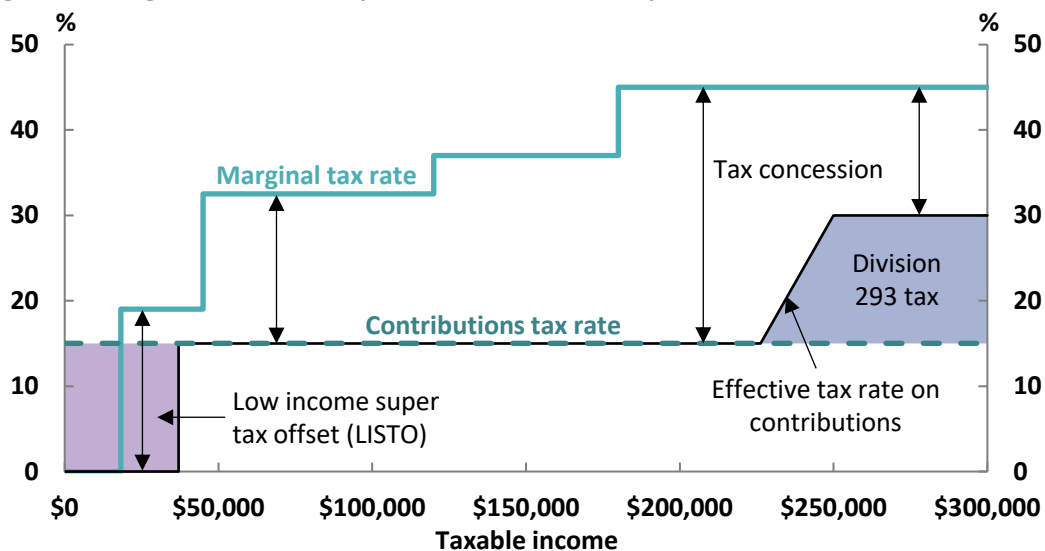 %
%
50
50
40
40
Marginal tax rate
Tax concession
30
30
Division
293 tax
20
20
Contributions tax rate
10
10
Low income super
tax offset (LISTO)
Effective tax rate on
contributions
0
0
$0
$50,000
$100,000
$150,000
$200,000
$250,000
$300,000
Taxable income